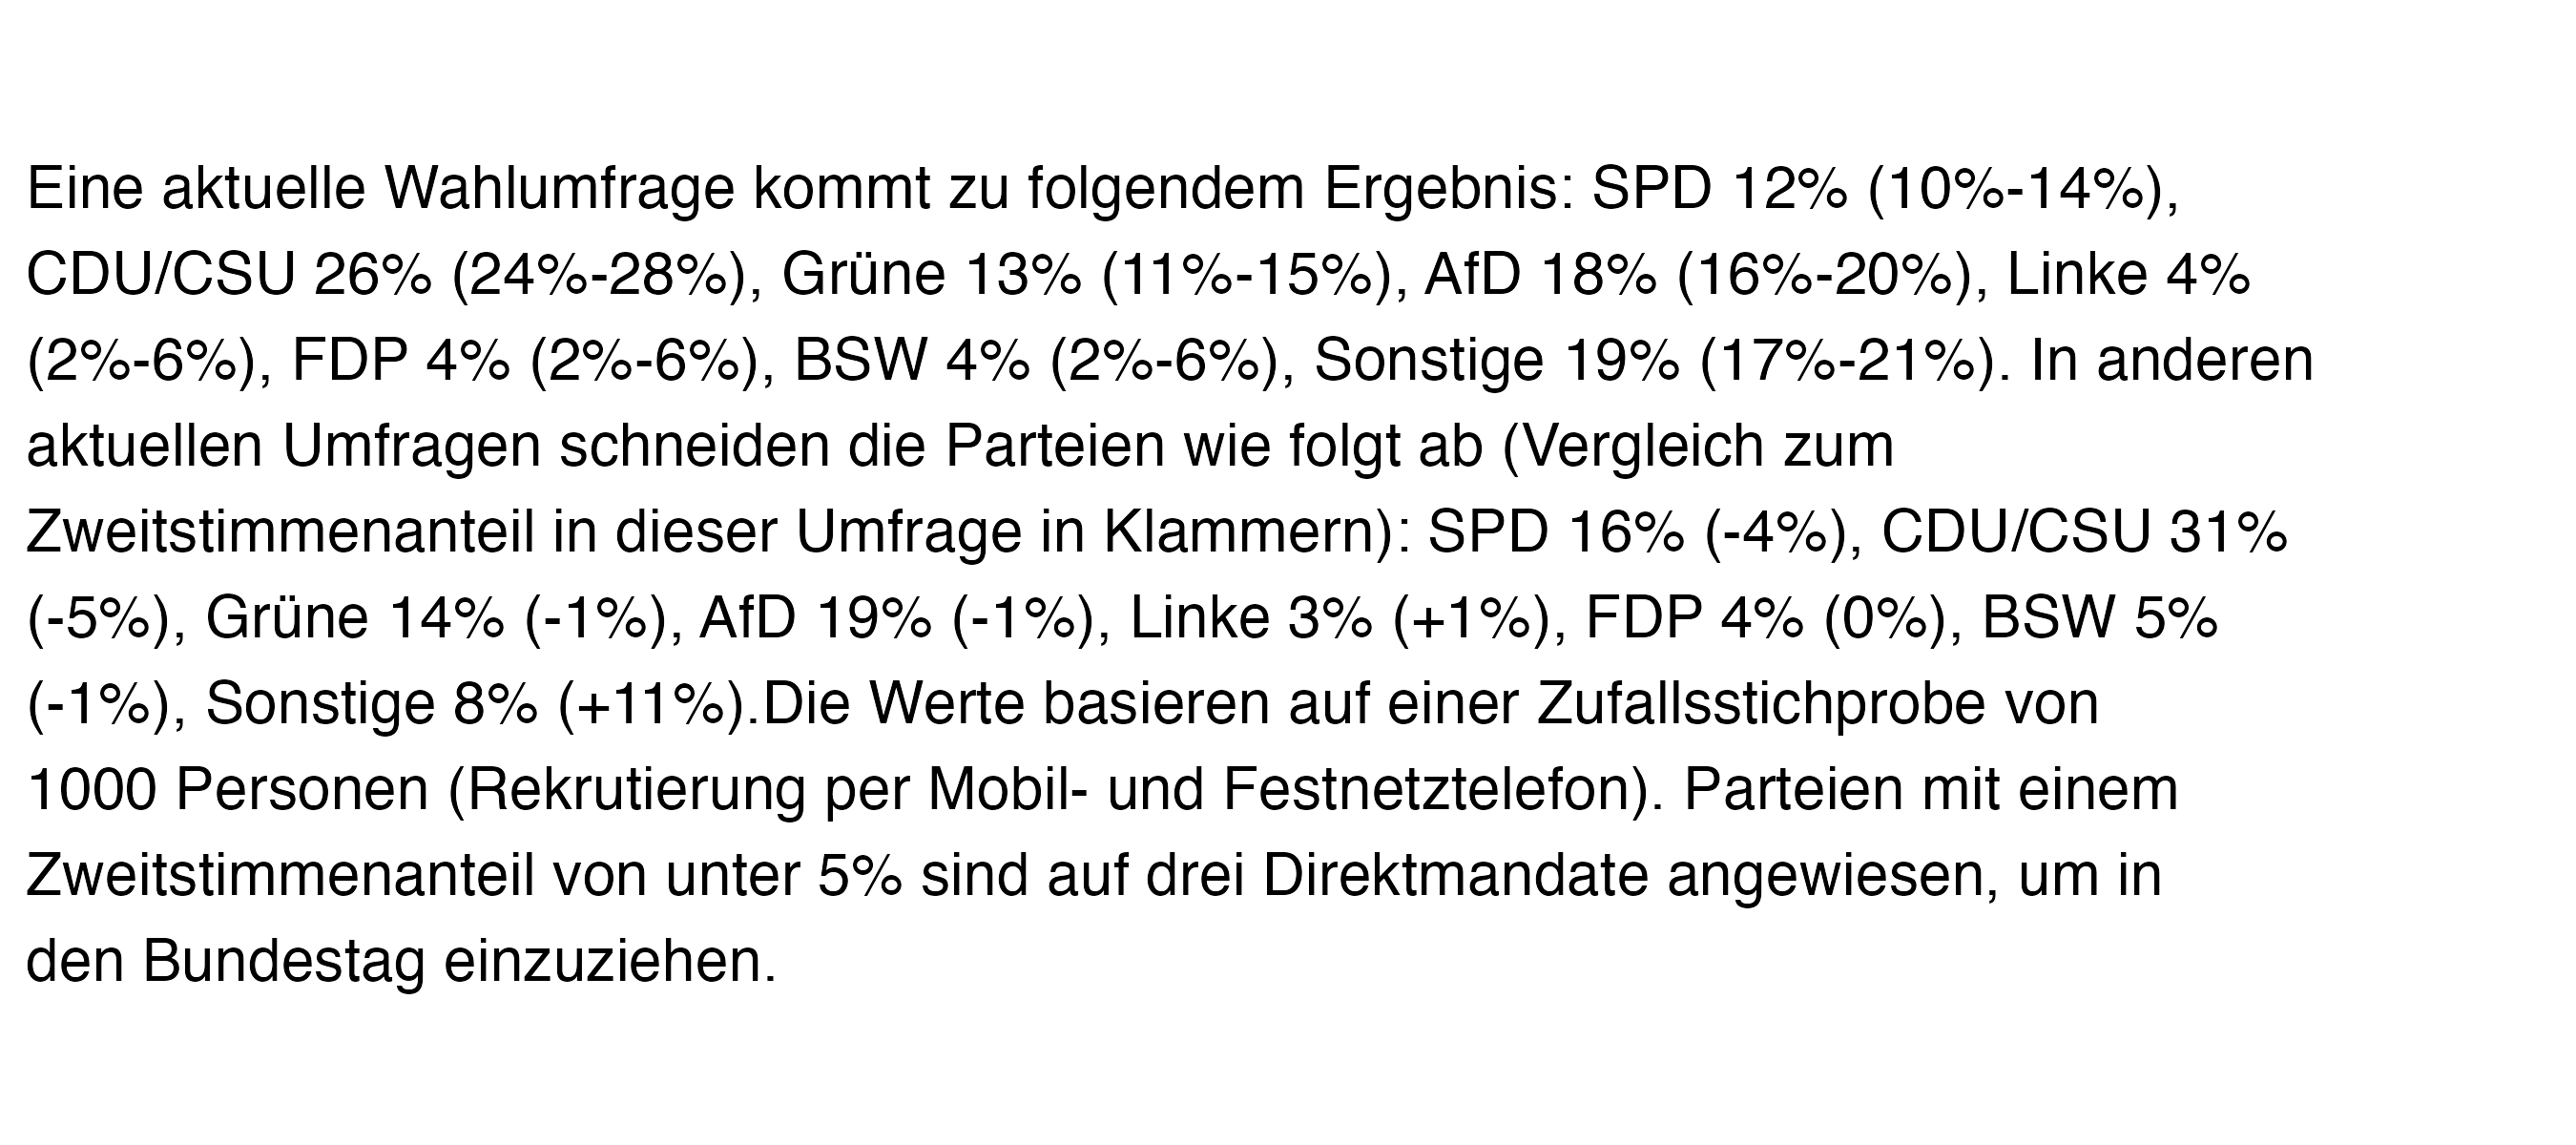 Eine aktuelle Wahlumfrage kommt zu folgendem Ergebnis: SPD 12% (10%-14%),
CDU/CSU 26% (24%-28%), Grüne 13% (11%-15%), AfD 18% (16%-20%), Linke 4%
(2%-6%), FDP 4% (2%-6%), BSW 4% (2%-6%), Sonstige 19% (17%-21%). In anderen
aktuellen Umfragen schneiden die Parteien wie folgt ab (Vergleich zum
Zweitstimmenanteil in dieser Umfrage in Klammern): SPD 16% (-4%), CDU/CSU 31%
(-5%), Grüne 14% (-1%), AfD 19% (-1%), Linke 3% (+1%), FDP 4% (0%), BSW 5%
(-1%), Sonstige 8% (+11%).Die Werte basieren auf einer Zufallsstichprobe von
1000 Personen (Rekrutierung per Mobil- und Festnetztelefon). Parteien mit einem
Zweitstimmenanteil von unter 5% sind auf drei Direktmandate angewiesen, um in
den Bundestag einzuziehen.